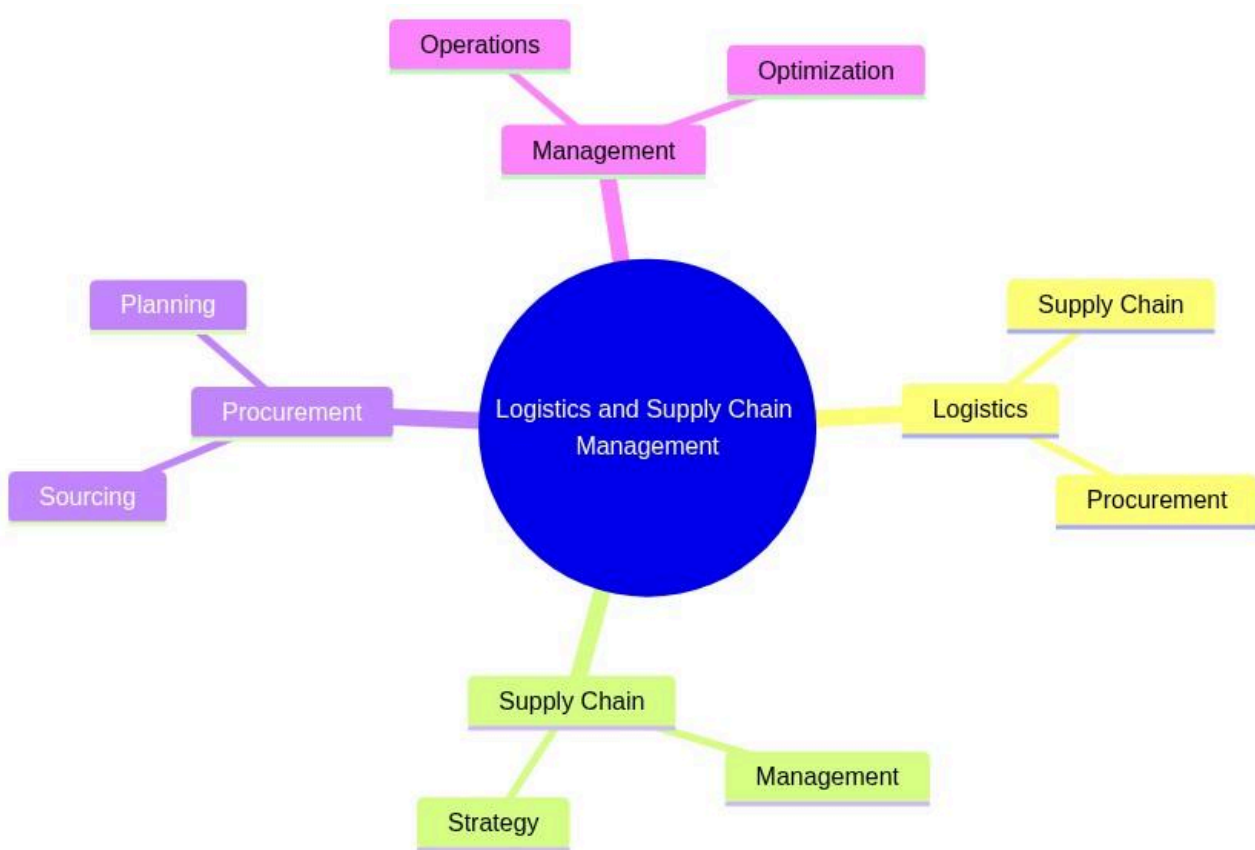 Operations
Optimization
Management
Planning
Supply Chain
Procurement
Logistics and Supply Chain
Management
Logistics
Sourcing
Procurement
Supply Chain
Management
Strategy